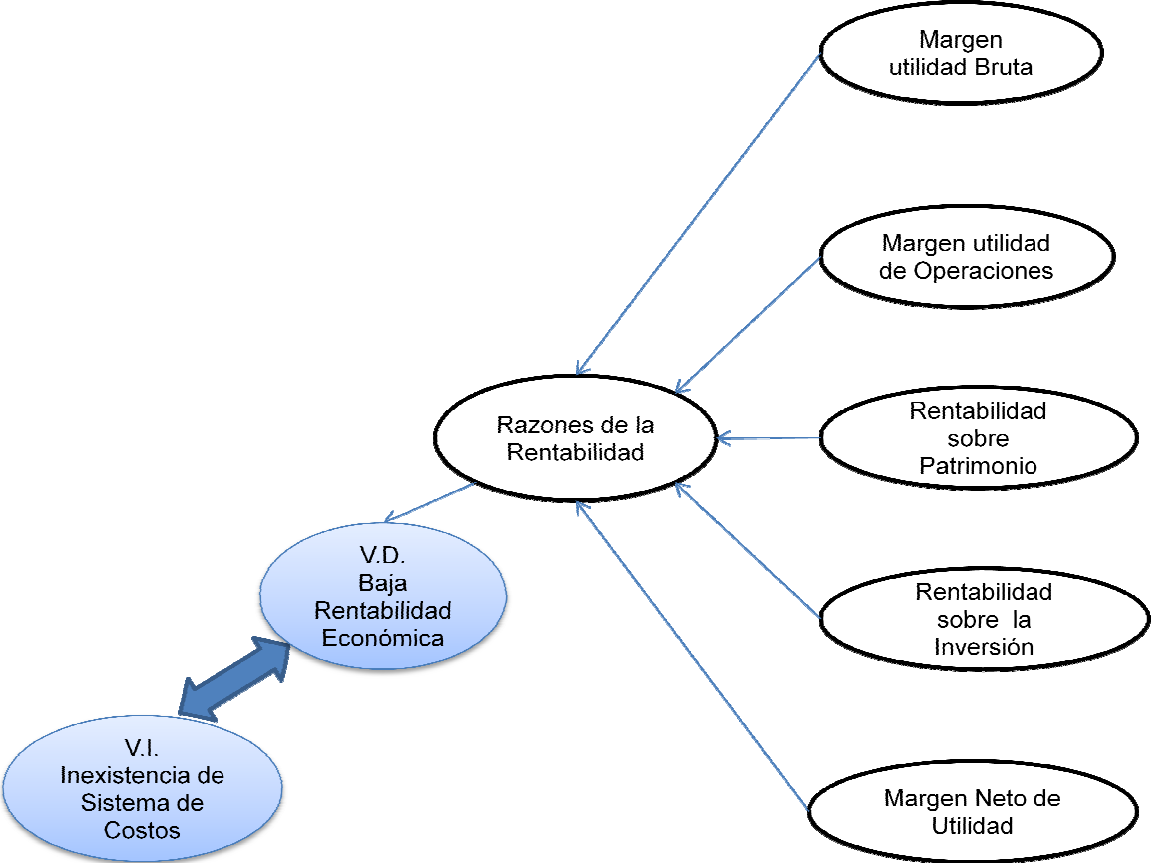 Margen
utilidad Bruta
Margen utilidad
de Operaciones
Razones de la
Rentabilidad
Rentabilidad
sobre
Patrimonio
V.D.
Baja
Rentabilidad
Económica
Rentabilidad
sobre la
Inversión
V.I.
Inexistencia de
Sistema de
Costos
Margen Neto de
Utilidad